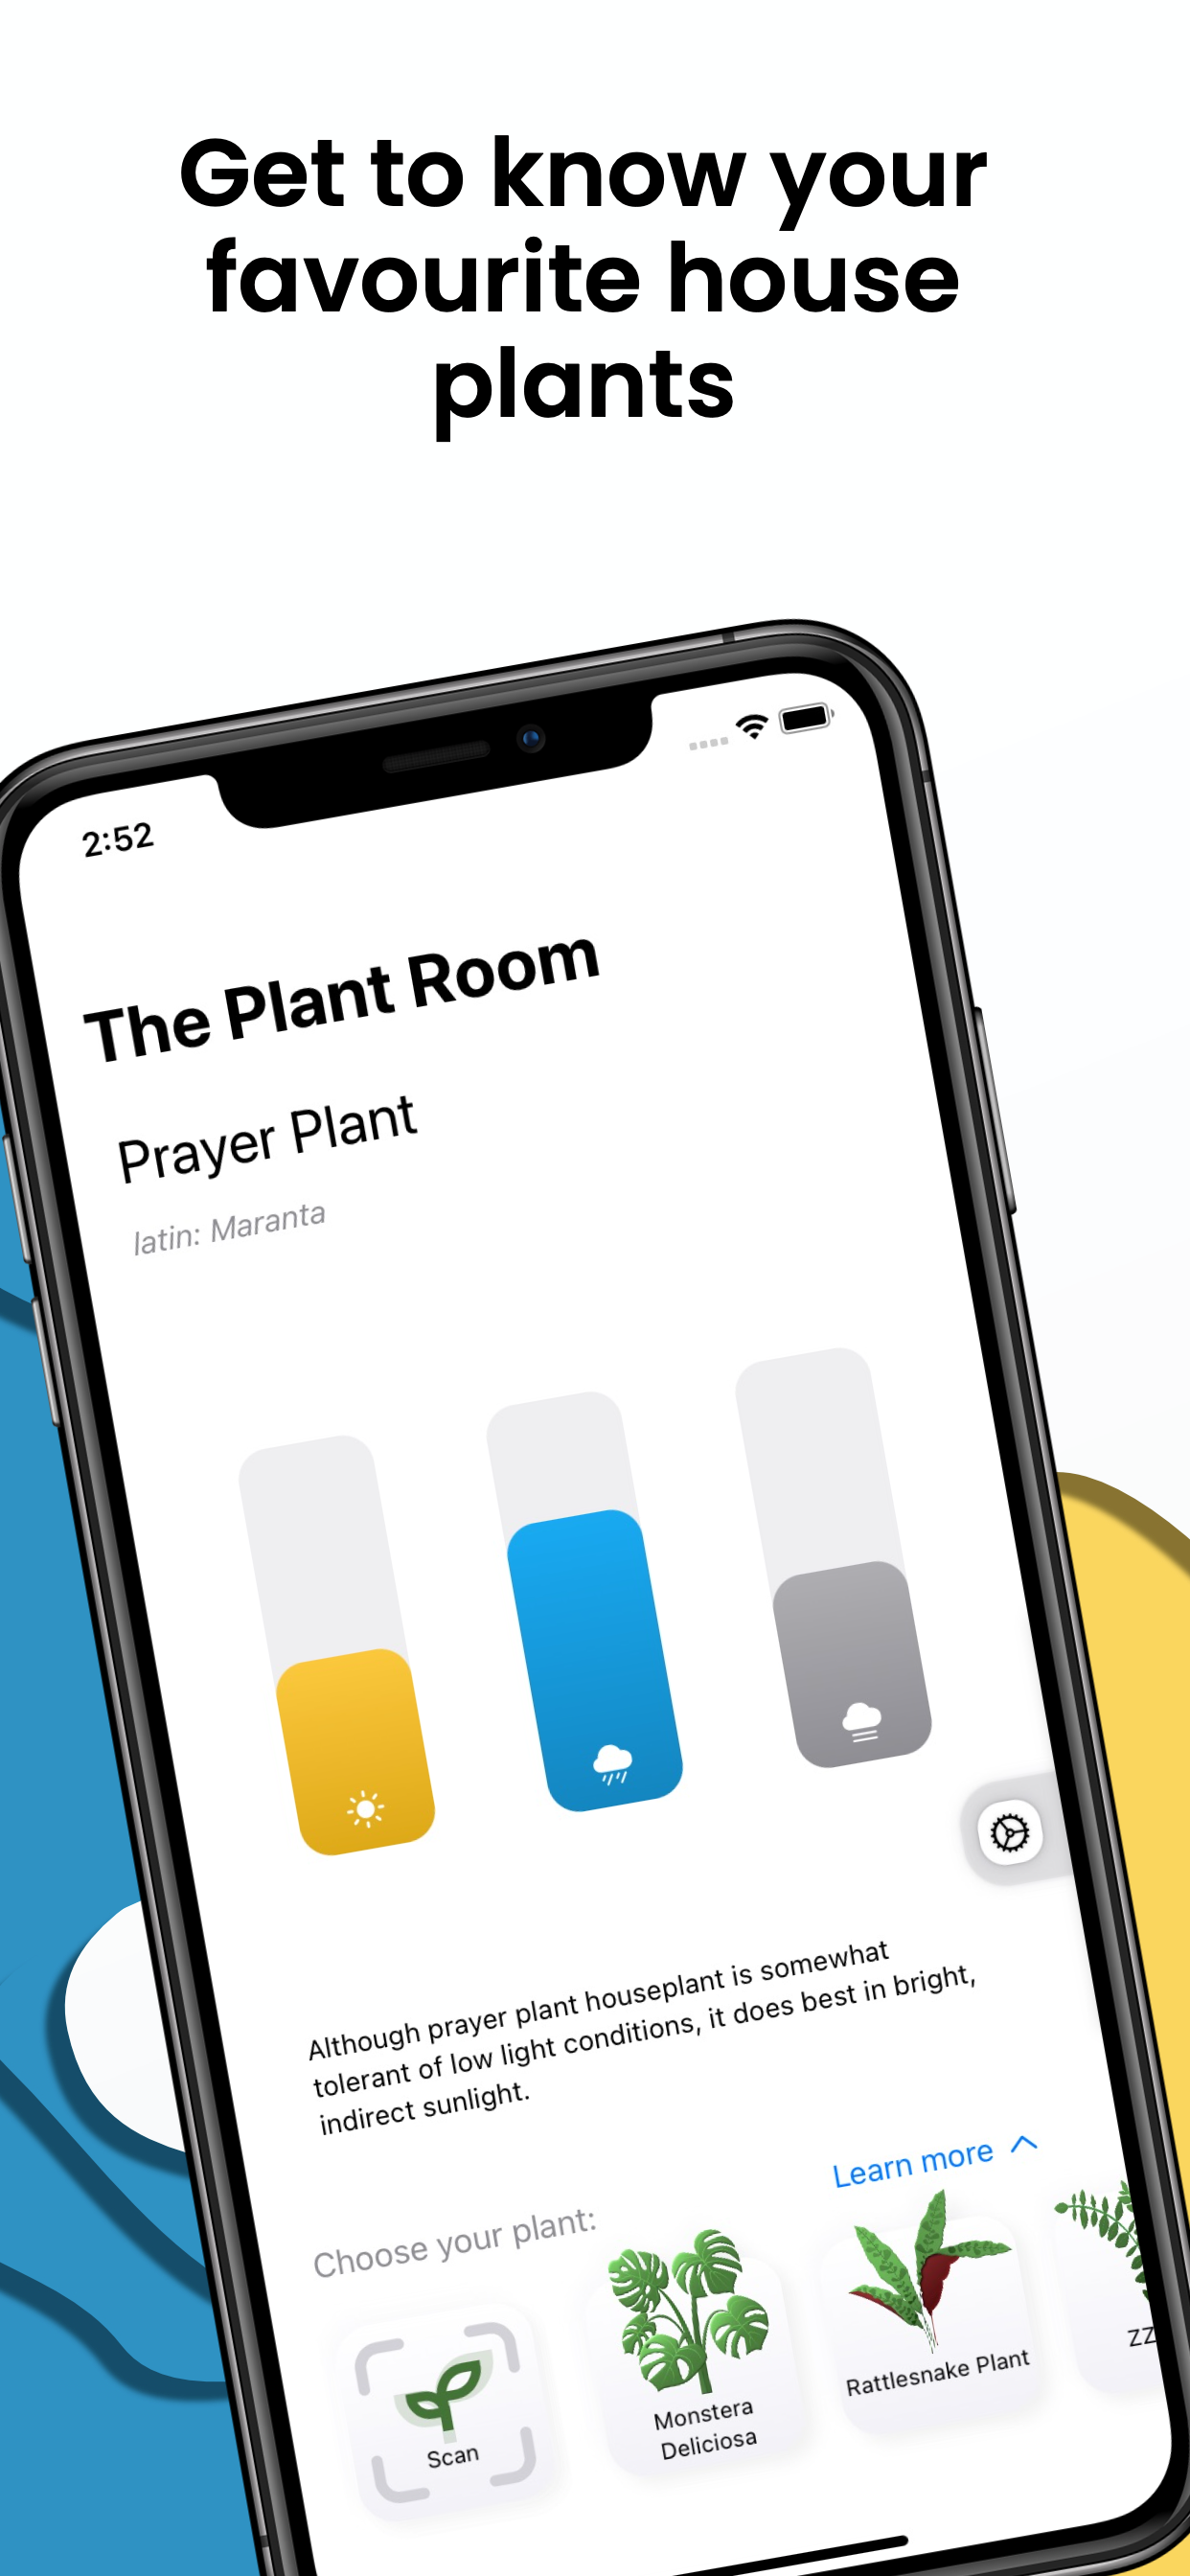 Get to know your
favourite house
plants
2:52
The Plant Room
Prayer Plant
latin: Maranta
Although prayer plant houseplant is somewhat
tolerant of low light conditions, it does best in bright,
indirect sunlight.
Learn more
Choose your plant:
Scan
Monstera
Deliciosa
Rattlesnake Plant
ZZ